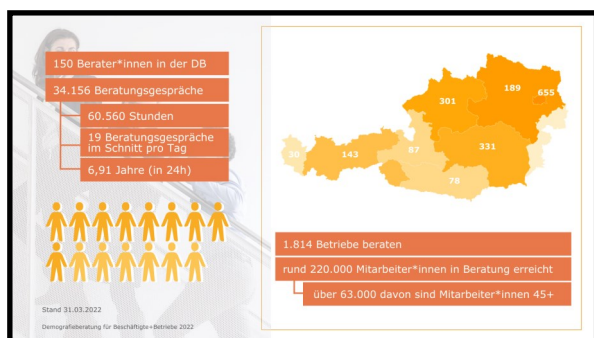 150 Berater*innen in der DB
34.156 Beratungsgespräche
60.560 Stunden
19 Beratungsgespräche
im Schnitt pro Tag
6,91 Jahre (in 24h)
Stand 31.03.2022
Demografieberatung für Beschäftigte+Betriebe 2022
189
655
301
331
87
143
30
78
1.814 Betriebe beraten
rund 220.000 Mitarbeiter*innen in Beratung erreicht
über 63.000 davon sind Mitarbeiter*innen 45+